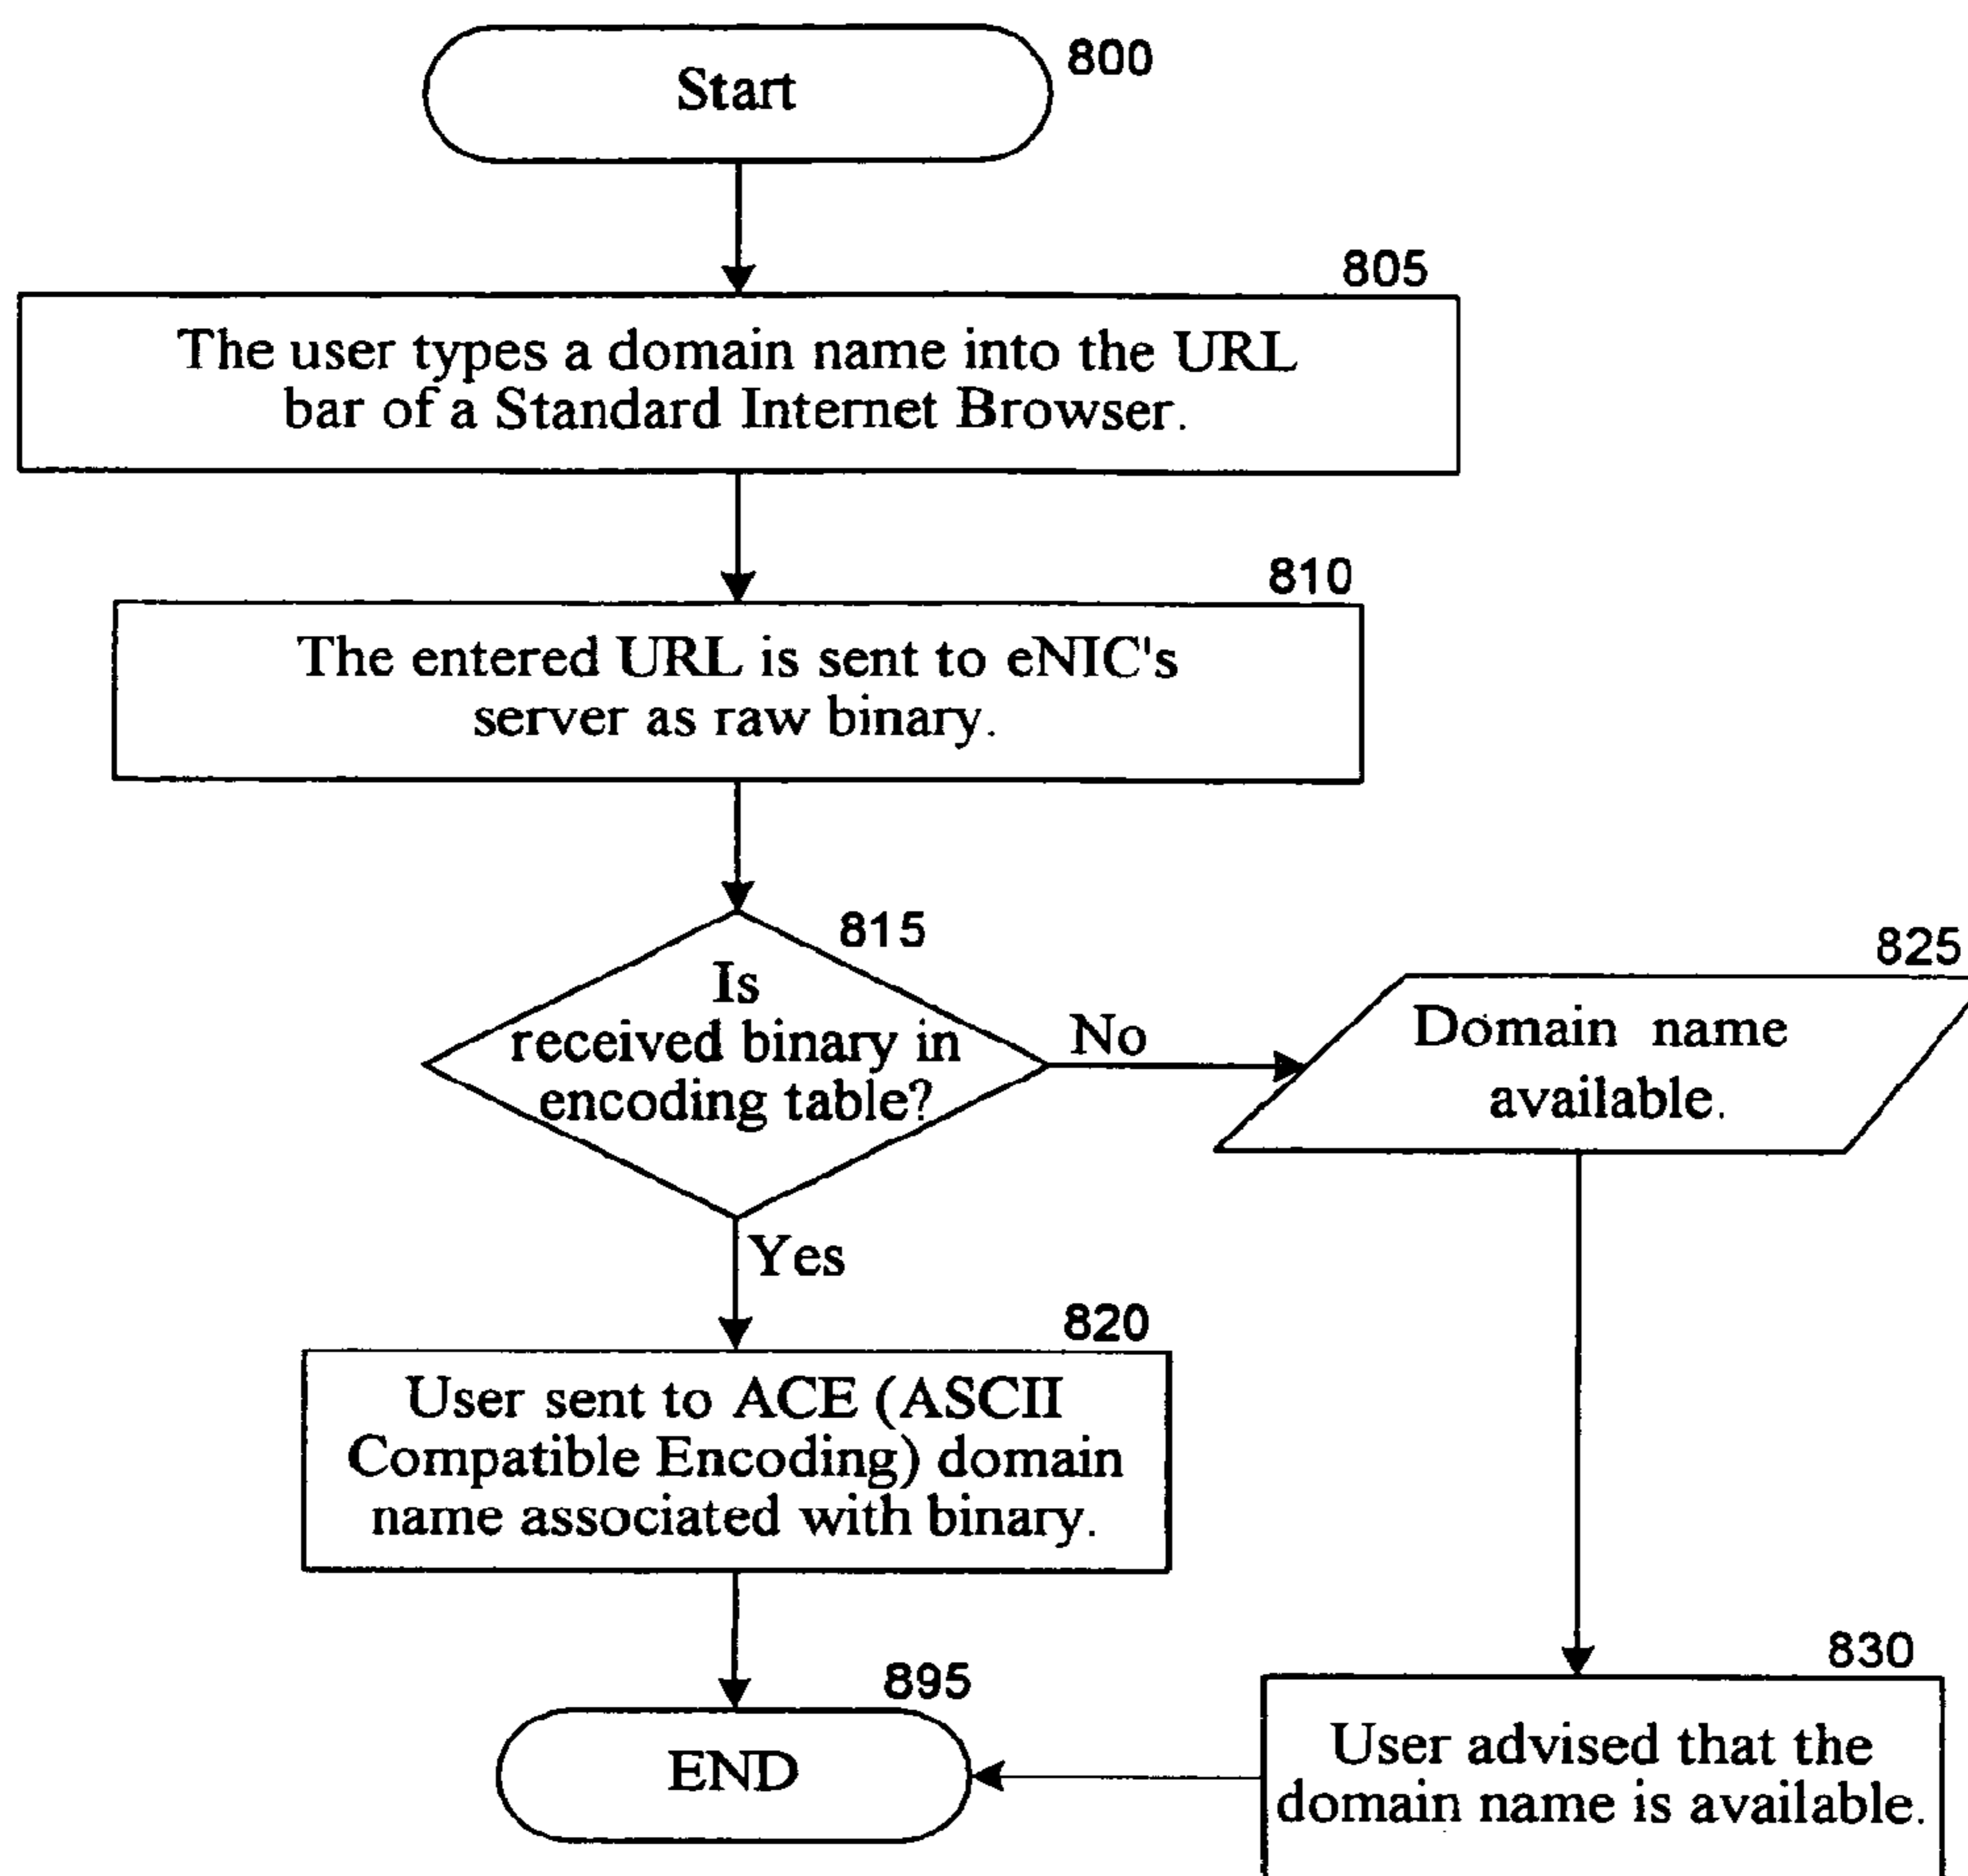 Start
800
805
The user types a domain name into the URL
bar of a Standard Internet Browser.
810
The entered URL is sent to eNIC's
server as raw binary.
815
Is
received binary in
encoding table?
No
825
Domain name
available.
Yes
820
User sent to ACE (ASCII
Compatible Encoding) domain
name associated with binary.
830
User advised that the
domain name is available.
895
END